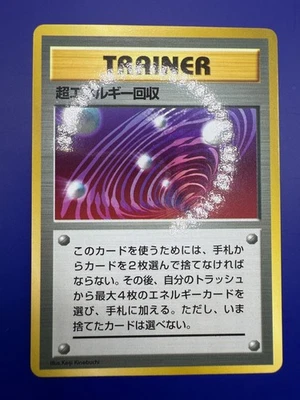 TRAINER
超エネルギー回収
このカードを使うためには、手札
からカードを2枚選んで捨てなければ
ならない。その後、自分のトラッシュ
から最大4枚のエネルギーカードを
選び、手札に加える。ただし、いま
捨てたカードは選べない。